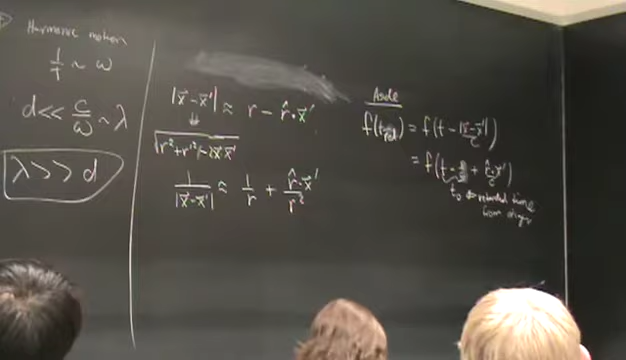 Harmonic motion
1/T ~ ω
d << c/ω ~ λ
λ >> d
|x⃗ - x⃗'| ≈ r - r̂·x⃗'
√r² + r'² - 2x⃗·x⃗'
1/|x⃗-x⃗'| ≈ 1/r + r̂·x⃗'/r²
Aside
f(t_ret) = f(t - |x⃗-x⃗'|/c)
= f(t - r/c + r̂·x⃗'/c)
t₀ retarded time
from origin